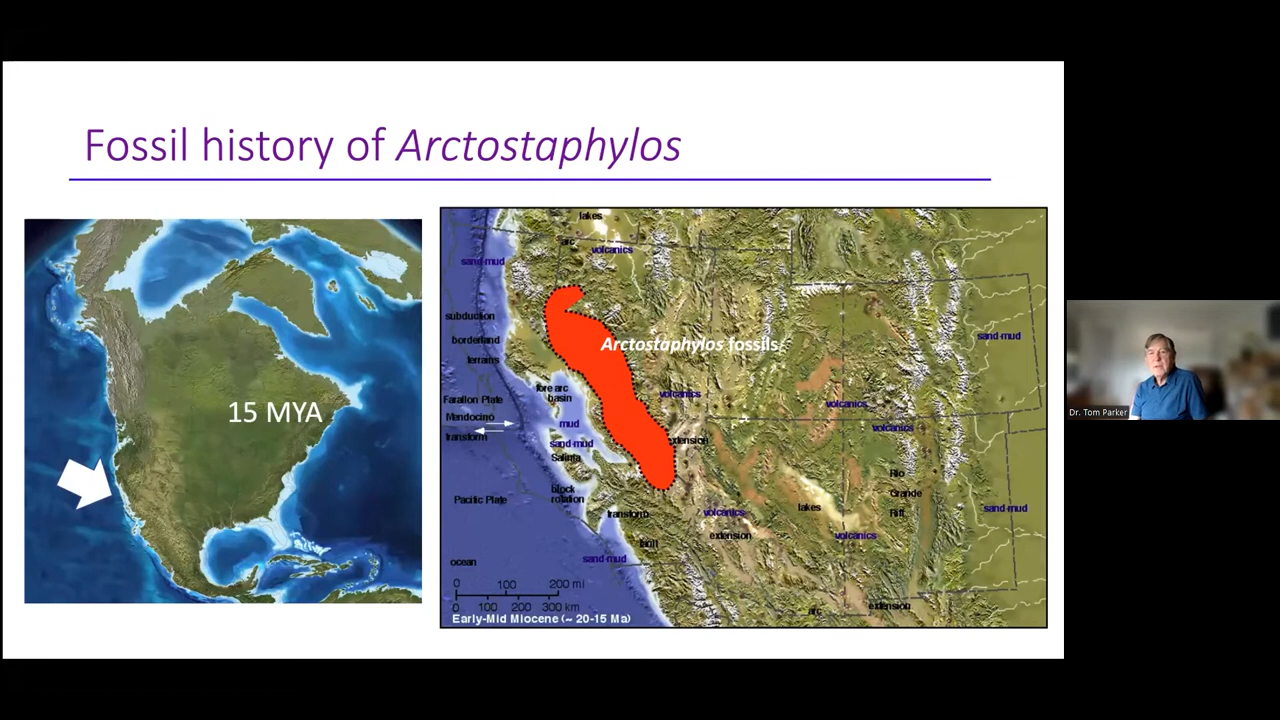 Fossil history of Arctostaphylos
15 MYA
lakes
arc
volcanics
sand-mud
subduction
borderland
terrains
Arctostaphylos fossils
sand-mud
fore arc
basin
volcanics
volcanics
Farallon Plate
Mendocino
transform
mud
sand-mud
Salinia
extension
volcanics
Rio
Grande
Rift
block
rotation
Pacific Plate
transform
volcanics
lakes
sand-mud
fault
extension
volcanics
ocean
sand-mud
0 100 200 mi
0 100 200 300 km
arc
extension
Early-Mid Miocene (~ 20-15 Ma)
Dr. Tom Parker